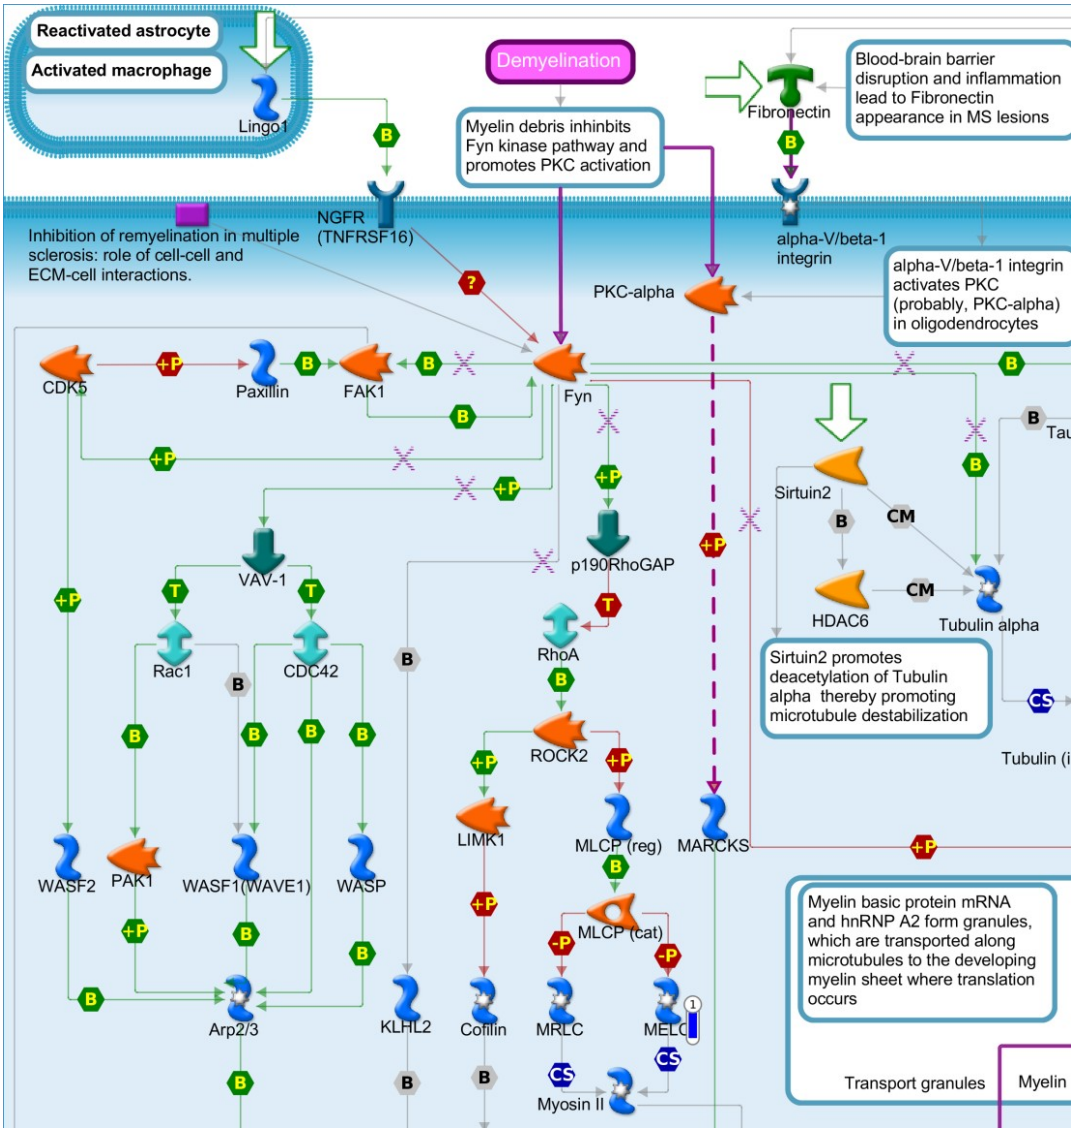 Reactivated astrocyte
Activated macrophage
Lingo1
B
Demyelination
Myelin debris inhinbits
Fyn kinase pathway and
promotes PKC activation
Fibronectin
B
Blood-brain barrier
disruption and inflammation
lead to Fibronectin
appearance in MS lesions
NGFR
(TNFRSF16)
Inhibition of remyelination in multiple
sclerosis: role of cell-cell and
ECM-cell interactions.
?
alpha-V/beta-1
integrin
PKC-alpha
alpha-V/beta-1 integrin
activates PKC
(probably, PKC-alpha)
in oligodendrocytes
CDK5
+P
Paxillin
B
FAK1
B
Fyn
B
B
+P
+P
+P
B
B
Tau
Sirtuin2
B
CM
VAV-1
p190RhoGAP
+P
HDAC6
CM
Tubulin alpha
+P
T
T
T
Rac1
CDC42
RhoA
B
B
B
Sirtuin2 promotes
deacetylation of Tubulin
alpha thereby promoting
microtubule destabilization
CS
Tubulin (i
B
B
B
B
ROCK2
+P
+P
WASF2
PAK1
WASF1(WAVE1)
WASP
LIMK1
MLCP (reg)
MARCKS
+P
B
+P
B
B
B
+P
MLCP (cat)
-P
-P
Myelin basic protein mRNA
and hnRNP A2 form granules,
which are transported along
microtubules to the developing
myelin sheet where translation
occurs
B
Arp2/3
KLHL2
Cofilin
MRLC
MELC
1
B
B
B
CS
CS
Myosin II
Transport granules
Myelin